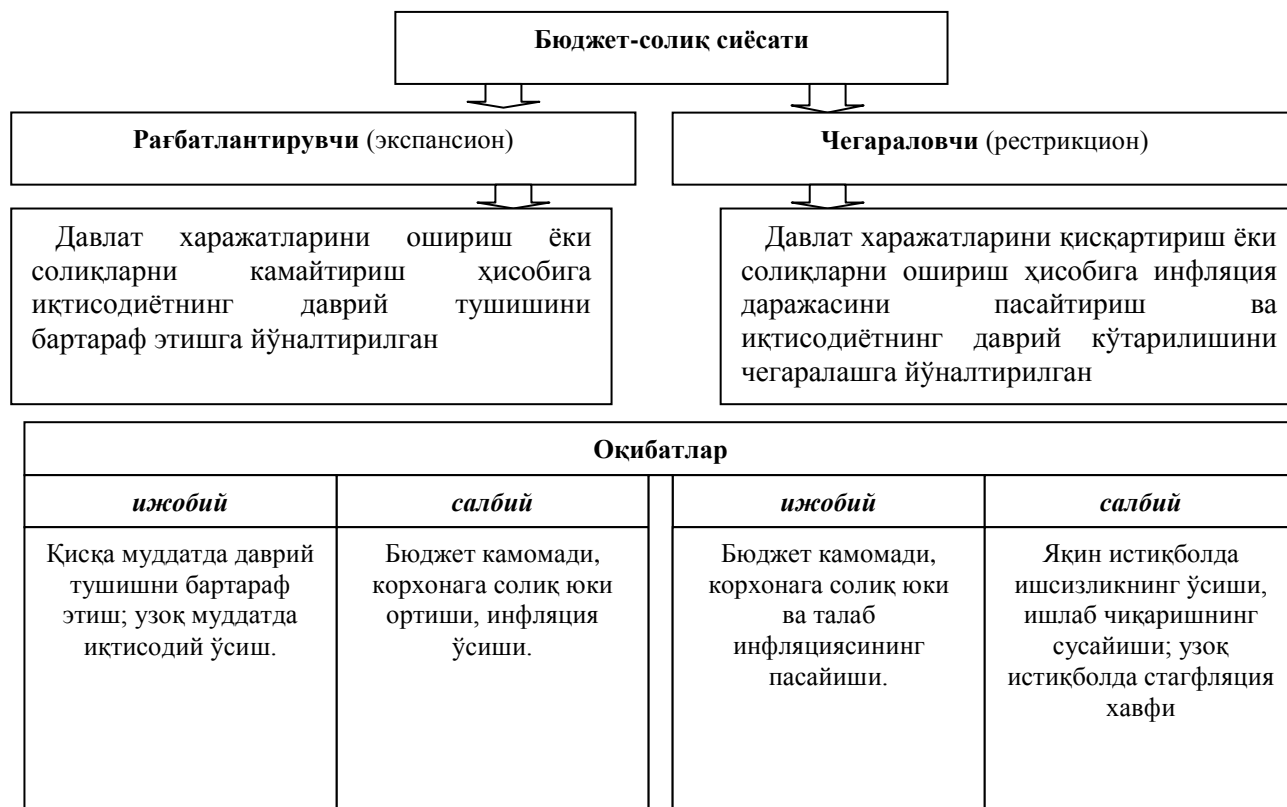 Бюджет-солиқ сиёсати
Рағбатлантирувчи (экспансион)
Чегараловчи (рестрикцион)
Давлат харажатларини ошириш ёки
солиқларни камайтириш ҳисобига
иқтисодиётнинг даврий тушишини
бартараф этишга йўналтирилган
Давлат харажатларини қисқартириш ёки
солиқларни ошириш ҳисобига инфляция
даражасини пасайтириш ва
иқтисодиётнинг даврий кўтарилишини
чегаралашга йўналтирилган
Оқибатлар
ижобий
салбий
ижобий
салбий
Қисқа муддатда даврий
тушишни бартараф
этиш; узоқ муддатда
иқтисодий ўсиш.
Бюджет камомади,
корхонага солиқ юки
ортиши, инфляция
ўсиши.
Бюджет камомади,
корхонага солиқ юки
ва талаб
инфляциясининг
пасайиши.
Яқин истиқболда
ишсизликнинг ўсиши,
ишлаб чиқаришнинг
сусайиши; узоқ
истиқболда стагфляция
хавфи